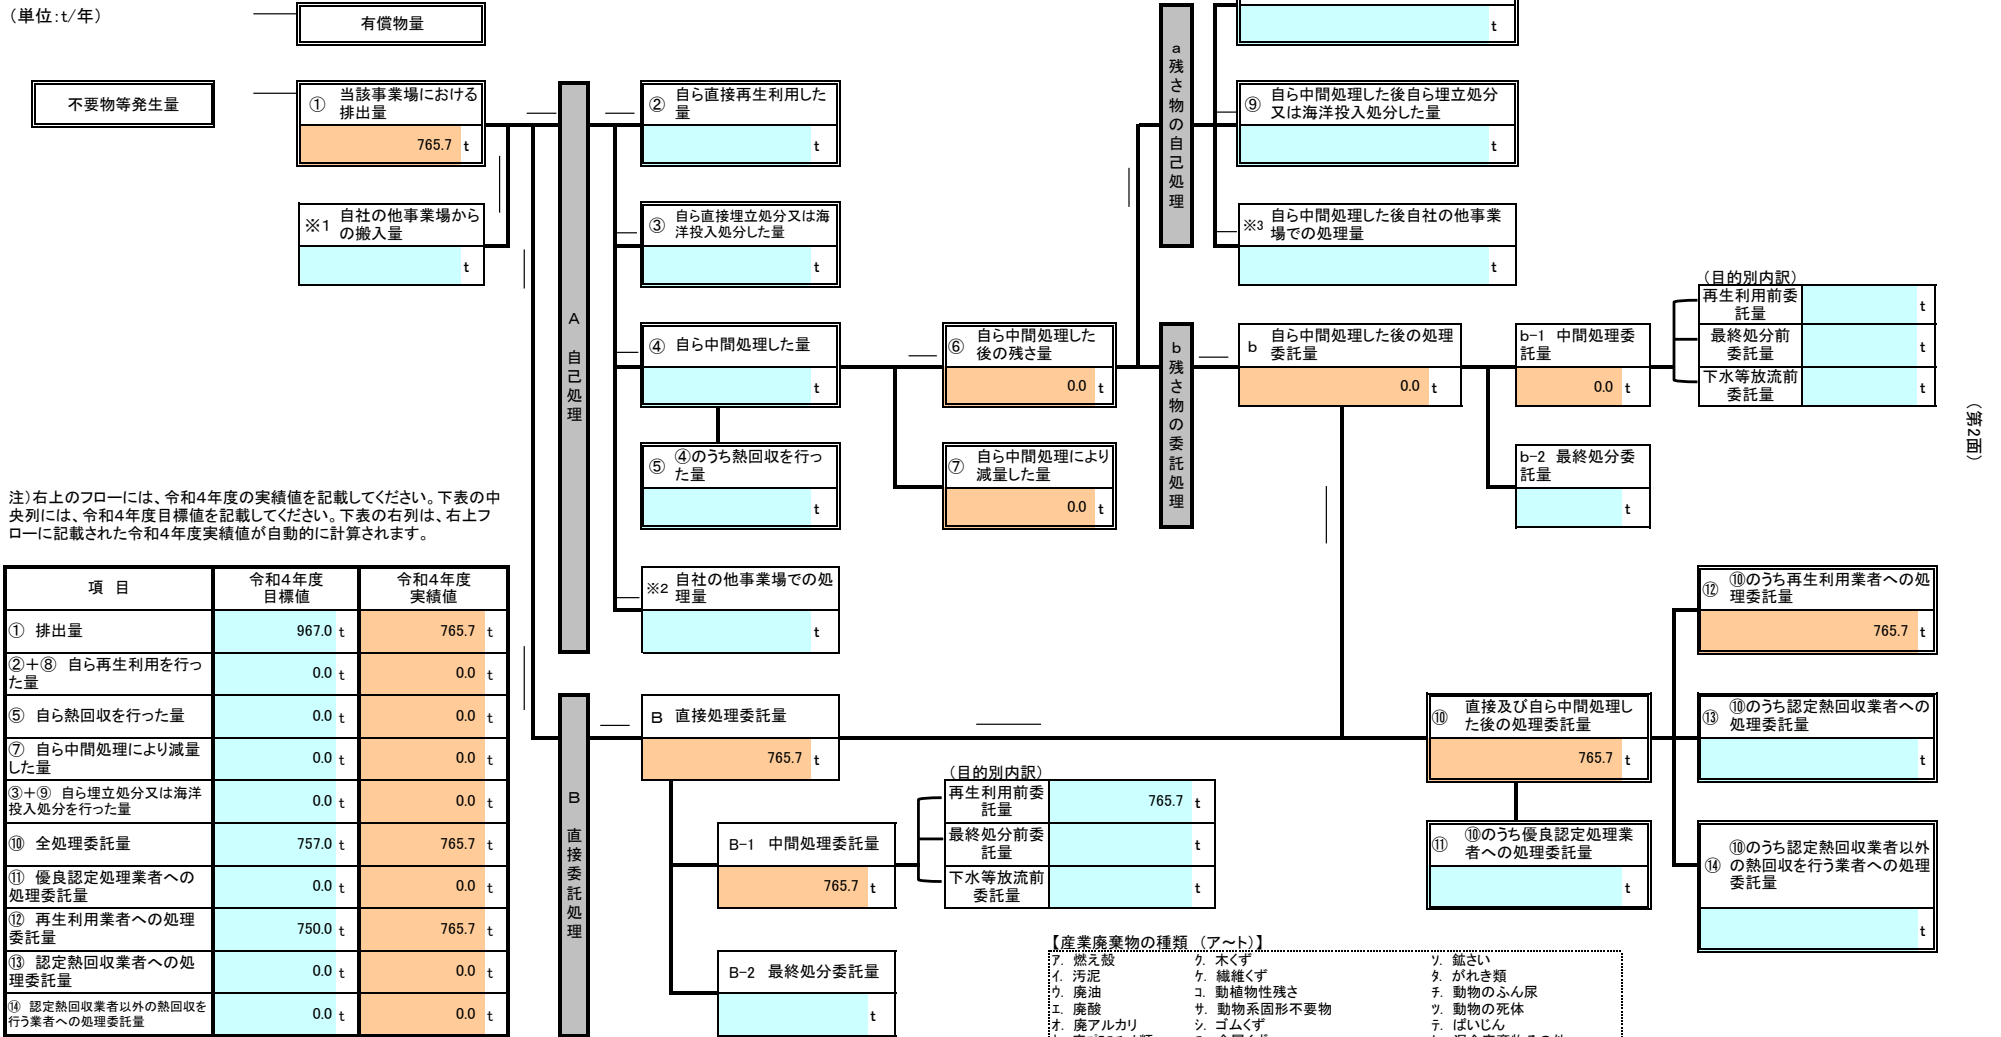 （単位：t/年）
有償物量
t
不要物等発生量
① 当該事業場における
排出量
765.7 t
※1 自社の他事業場から
の搬入量
t
A 自己処理
② 自ら直接再生利用した
量
t
③ 自ら直接埋立処分又は海
洋投入処分した量
t
④ 自ら中間処理した量
t
⑤ ④のうち熱回収を行っ
た量
t
※2 自社の他事業場での処
理量
t
⑥ 自ら中間処理した
後の残さ量
0.0 t
⑦ 自ら中間処理により
減量した量
0.0 t
a 残さ物の自己処理
⑨ 自ら中間処理した後自ら埋立処分
又は海洋投入処分した量
t
※3 自ら中間処理した後自社の他事業
場での処理量
t
b 残さ物の委託処理
b 自ら中間処理した後の処理
委託量
0.0 t
b-1 中間処理委
託量
0.0 t
b-2 最終処分委
託量
t
（目的別内訳）
再生利用前委
託量
t
最終処分前
委託量
t
下水等放流前
委託量
t
（第2面）
注）右上のフローには、令和4年度の実績値を記載してください。下表の中
央列には、令和4年度目標値を記載してください。下表の右列は、右上フ
ローに記載された令和4年度実績値が自動的に計算されます。
項 目 令和4年度
目標値 令和4年度
実績値
① 排出量 967.0 t 765.7 t
②＋⑧ 自ら再生利用を行っ
た量 0.0 t 0.0 t
⑤ 自ら熱回収を行った量 0.0 t 0.0 t
⑦ 自ら中間処理により減量
した量 0.0 t 0.0 t
③＋⑨ 自ら埋立処分又は海洋
投入処分を行った量 0.0 t 0.0 t
⑩ 全処理委託量 757.0 t 765.7 t
⑪ 優良認定処理業者への
処理委託量 0.0 t 0.0 t
⑫ 再生利用業者への処理
委託量 750.0 t 765.7 t
⑬ 認定熱回収業者への処
理委託量 0.0 t 0.0 t
⑭ 認定熱回収業者以外の熱回収を
行う業者への処理委託量 0.0 t 0.0 t
B 直接委託処理
B 直接処理委託量
765.7 t
B-1 中間処理委託量
765.7 t
B-2 最終処分委託量
t
（目的別内訳）
再生利用前委
託量
765.7 t
最終処分前委
託量
t
下水等放流前
委託量
t
⑩ 直接及び自ら中間処理し
た後の処理委託量
765.7 t
⑪ ⑩のうち優良認定処理業
者への処理委託量
t
⑫ ⑩のうち再生利用業者への処
理委託量
765.7 t
⑬ ⑩のうち認定熱回収業者への
処理委託量
t
⑭ ⑩のうち認定熱回収業者以外
の熱回収を行う業者への処理
委託量
t
【産業廃棄物の種類 （ア～ト）】
ア. 燃え殻 ク. 木くず ソ. 鉱さい
イ. 汚泥 ケ. 繊維くず タ. がれき類
ウ. 廃油 コ. 動植物性残さ チ. 動物のふん尿
エ. 廃酸 サ. 動物系固形不要物 ツ. 動物の死体
オ. 廃アルカリ シ. ゴムくず テ. ばいじん